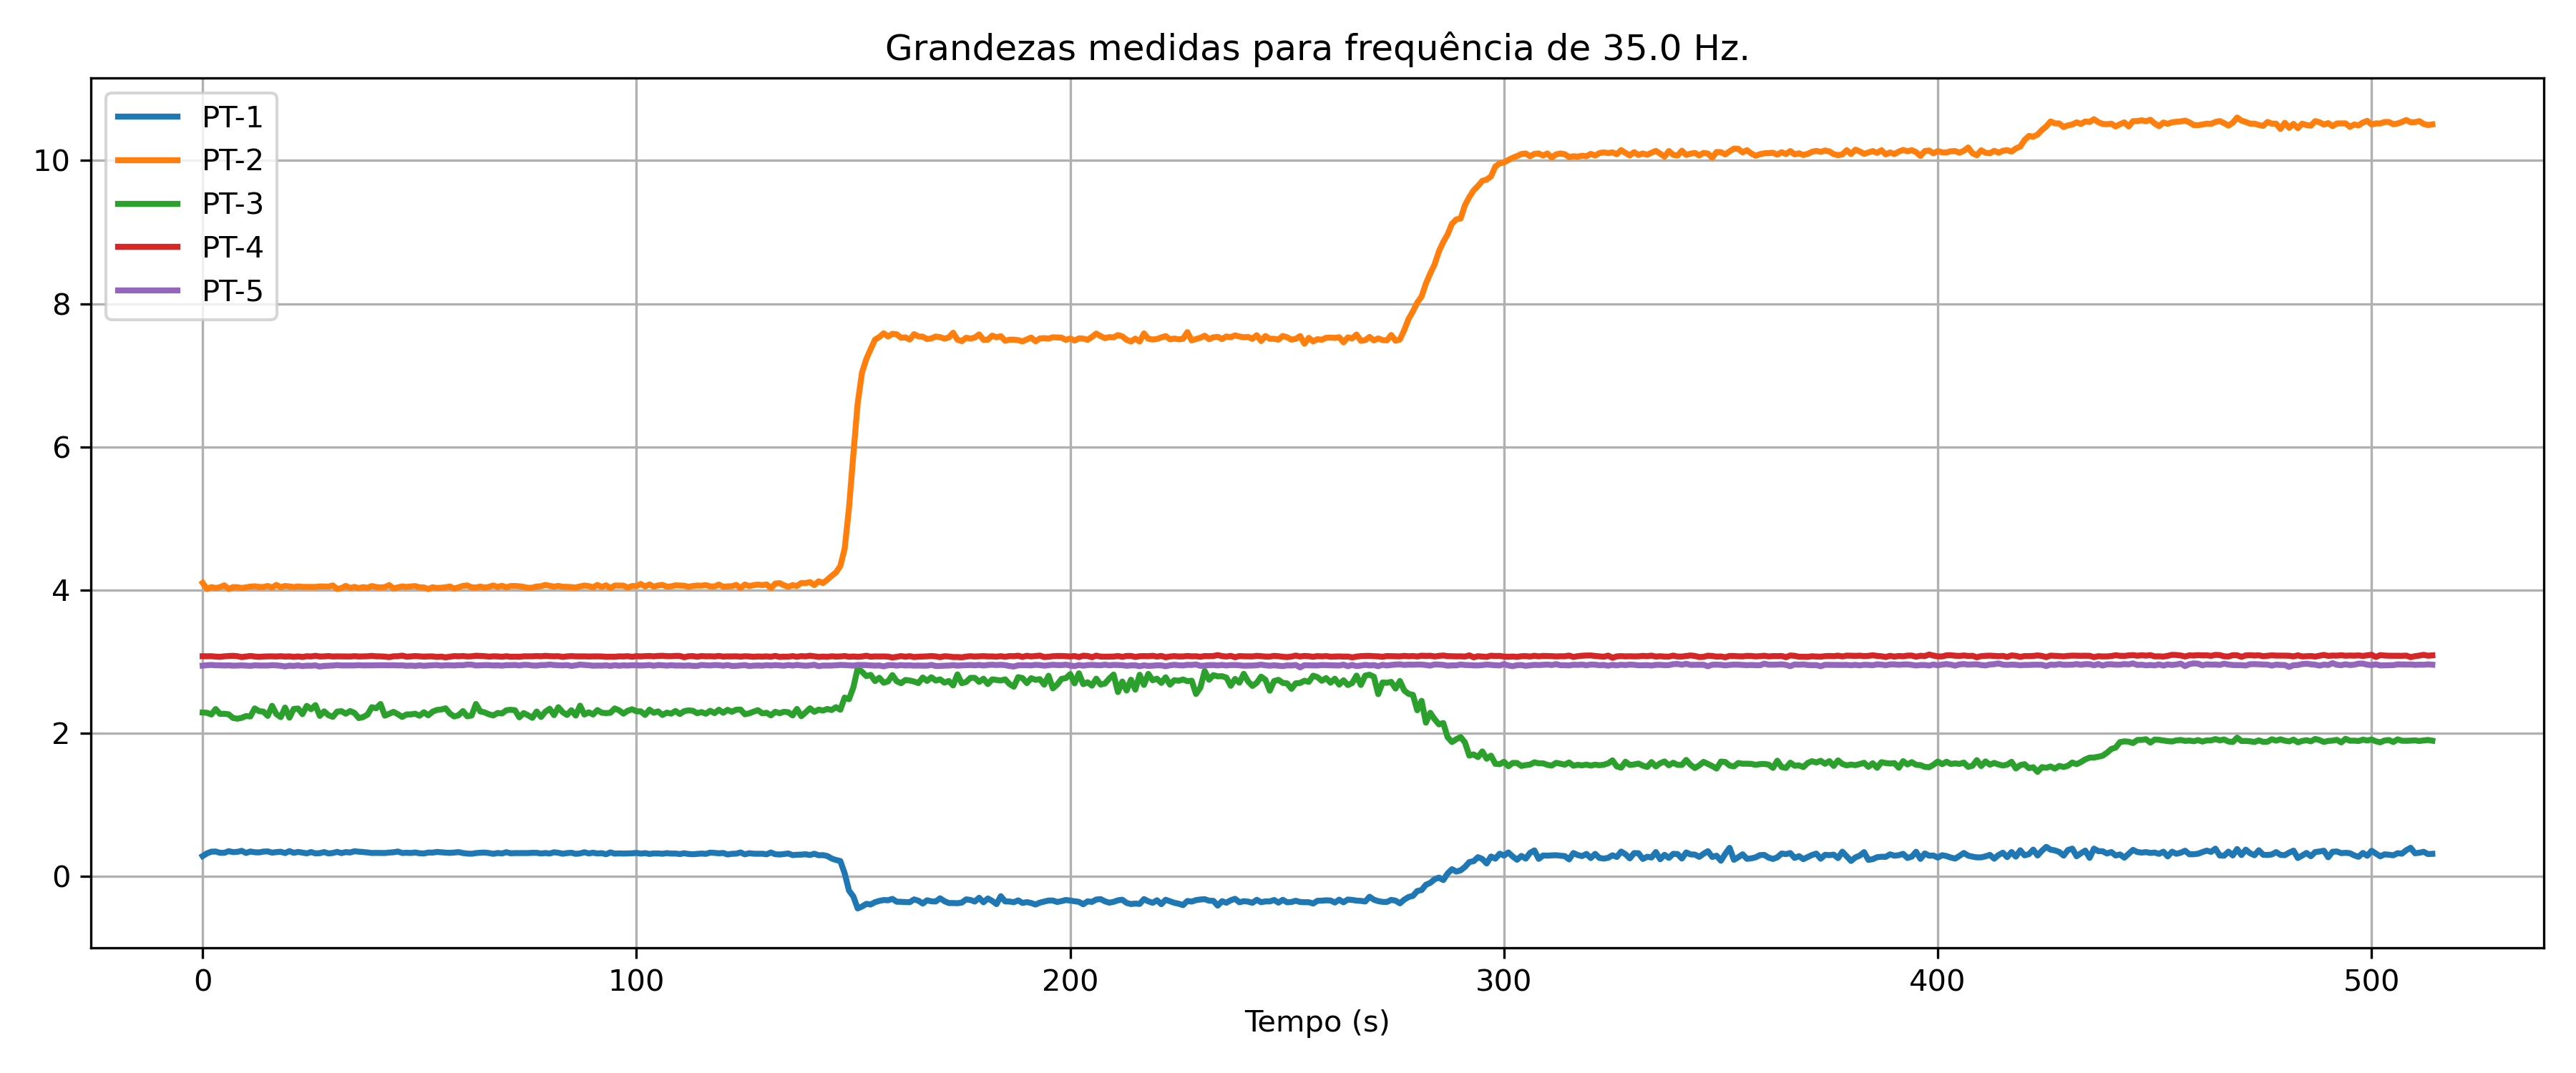 Grandezas medidas para frequência de 35.0 Hz.
PT-1
PT-2
PT-3
PT-4
PT-5
10
8
6
4
2
0
0 100 200 300 400 500
Tempo (s)